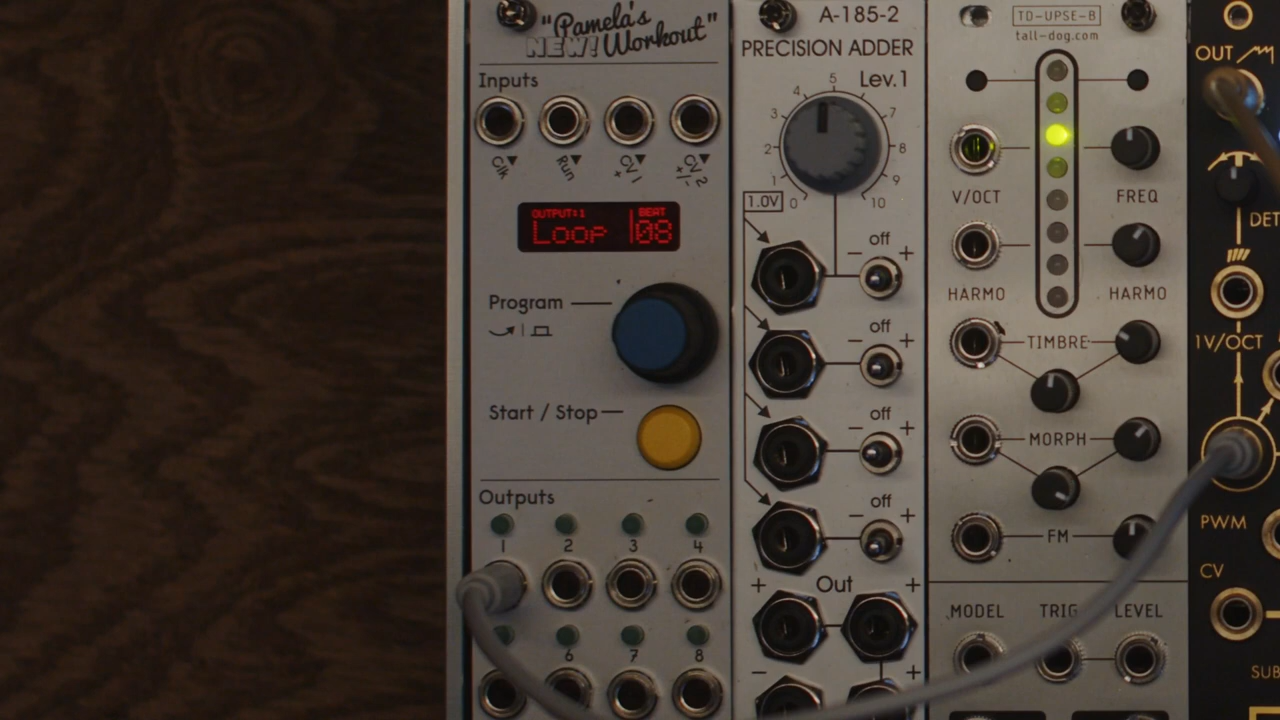 "Pamela's
NEW! Workout"
Inputs
Clk▼
Run▼
CV1▼
+
CV2▼
+/-
OUTPUT:1 BEAT
Loop 08
Program
Start / Stop
Outputs
1 2 3 4
6 7 8
A-185-2
PRECISION ADDER
Lev.1
0 1 2 3 4 5 7 8 9 10
1.0V
off
− +
off
− +
off
− +
off
− +
+ Out +
− +
TD-UPSE-B
tall-dog.com
V/OCT FREQ
HARMO HARMO
TIMBRE
MORPH
FM
MODEL TRIG LEVEL
OUT
DET
1V/OCT
PWM
CV
SUB